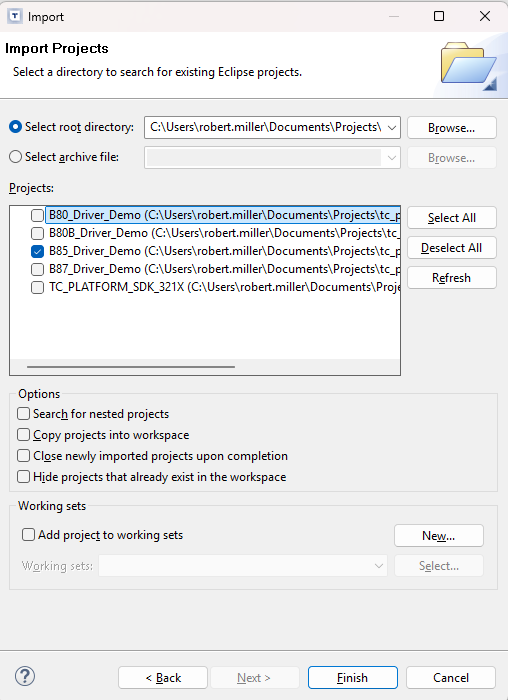 T Import
Import Projects
Select a directory to search for existing Eclipse projects.
Select root directory: C:\Users\robert.miller\Documents\Projects\ Browse...
Select archive file: Browse...
Projects:
B80_Driver_Demo (C:\Users\robert.miller\Documents\Projects\tc_p
B80B_Driver_Demo (C:\Users\robert.miller\Documents\Projects\tc_
B85_Driver_Demo (C:\Users\robert.miller\Documents\Projects\tc_p
B87_Driver_Demo (C:\Users\robert.miller\Documents\Projects\tc_p
TC_PLATFORM_SDK_321X (C:\Users\robert.miller\Documents\Proje
Select All
Deselect All
Refresh
Options
Search for nested projects
Copy projects into workspace
Close newly imported projects upon completion
Hide projects that already exist in the workspace
Working sets
Add project to working sets New...
Working sets: Select...
? < Back Next > Finish Cancel